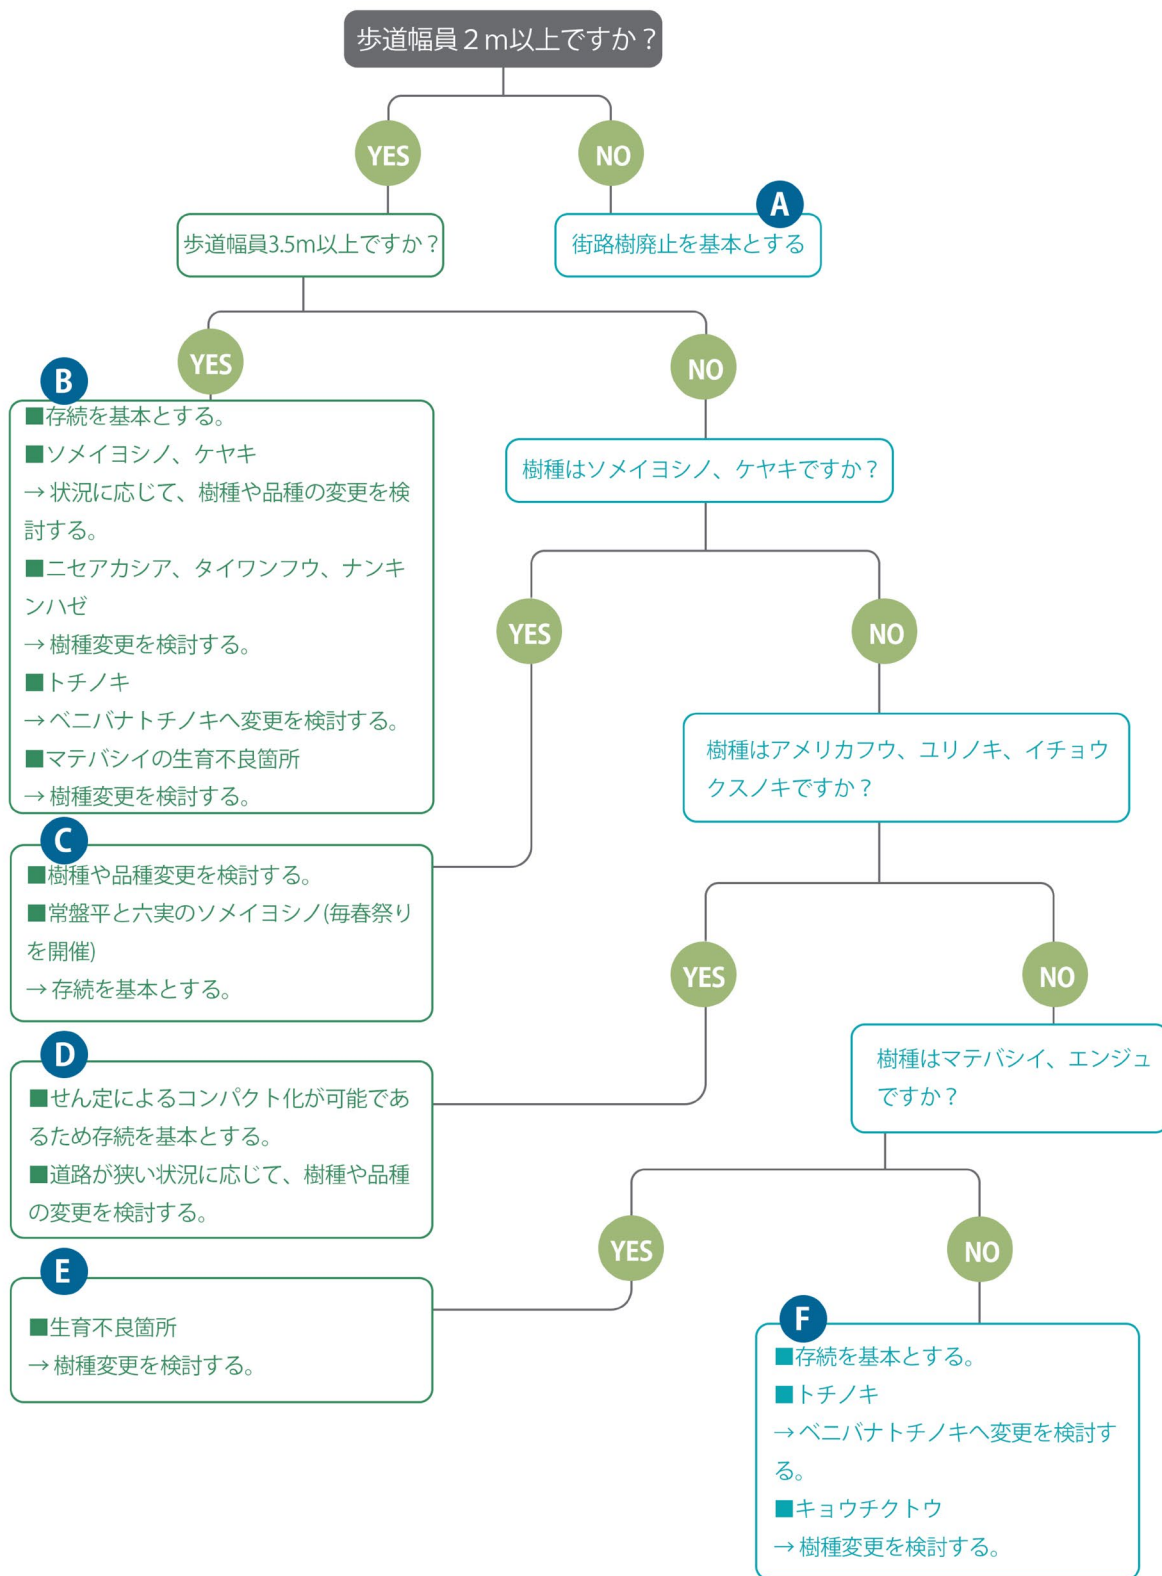 歩道幅員２ｍ以上ですか？
YES
NO
A
歩道幅員3.5m以上ですか？
街路樹廃止を基本とする
YES
NO
B
■存続を基本とする。
■ソメイヨシノ、ケヤキ
→ 状況に応じて、樹種や品種の変更を検
討する。
■ニセアカシア、タイワンフウ、ナンキ
ンハゼ
→ 樹種変更を検討する。
■トチノキ
→ ベニバナトチノキへ変更を検討する。
■マテバシイの生育不良箇所
→ 樹種変更を検討する。
樹種はソメイヨシノ、ケヤキですか？
YES
NO
樹種はアメリカフウ、ユリノキ、イチョウ
クスノキですか？
C
■樹種や品種変更を検討する。
■常盤平と六実のソメイヨシノ(毎春祭り
を開催)
→ 存続を基本とする。
YES
NO
D
■せん定によるコンパクト化が可能であ
るため存続を基本とする。
■道路が狭い状況に応じて、樹種や品種
の変更を検討する。
樹種はマテバシイ、エンジュ
ですか？
YES
NO
E
■生育不良箇所
→ 樹種変更を検討する。
F
■存続を基本とする。
■トチノキ
→ ベニバナトチノキへ変更を検討す
る。
■キョウチクトウ
→ 樹種変更を検討する。